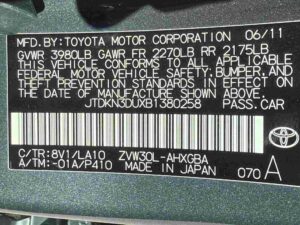 MFD. BY: TOYOTA MOTOR CORPORATION 06/11
GVWR 3980LB GAWR FR 2270LB RR 2175LB
THIS VEHICLE CONFORMS TO ALL APPLICABLE
FEDERAL MOTOR VEHICLE SAFETY, BUMPER, AND
THEFT PREVENTION STANDARDS IN EFFECT ON THE
DATE OF MANUFACTURE SHOWN ABOVE.
JTDKN3DUXB1380258 PASS.CAR
C/TR: 8V1/LA10 ZVW30L-AHXGBA
A/TM: -01A/P410 MADE IN JAPAN 070 A
TOYOTA